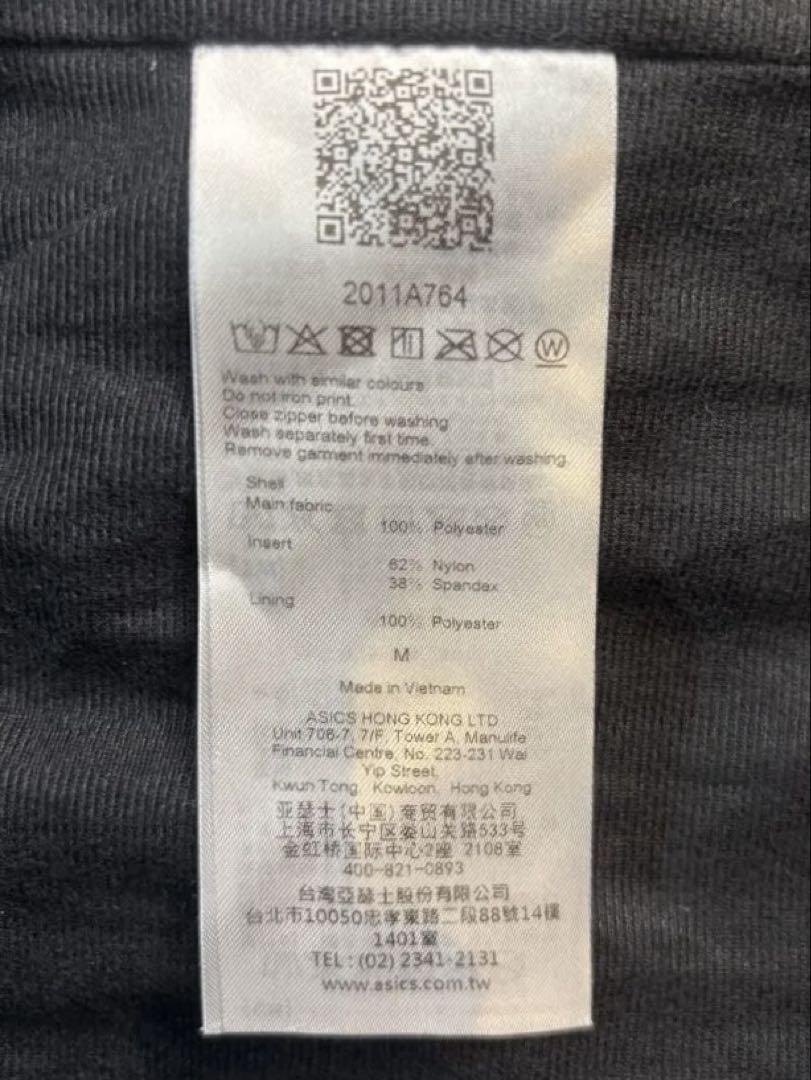 2011A764
W
Wash with similar colours.
Do not iron print.
Close zipper before washing
Wash separately first time.
Remove garment immediately after washing.
Shell
Main fabric
100% Polyester
Insert
62% Nylon
38% Spandex
Lining
100% Polyester
M
Made in Vietnam
ASICS HONG KONG LTD
Unit 706-7, 7/F, Tower A, Manulife
Financial Centre, No. 223-231 Wai
Yip Street,
Kwun Tong, Kowloon, Hong Kong
亚瑟士(中国)商贸有限公司
上海市长宁区娄山关路533号
金虹桥国际中心2座 2108室
400-821-0893
台灣亞瑟士股份有限公司
台北市10050忠孝東路二段88號14樓
1401室
TEL : (02) 2341-2131
www.asics.com.tw